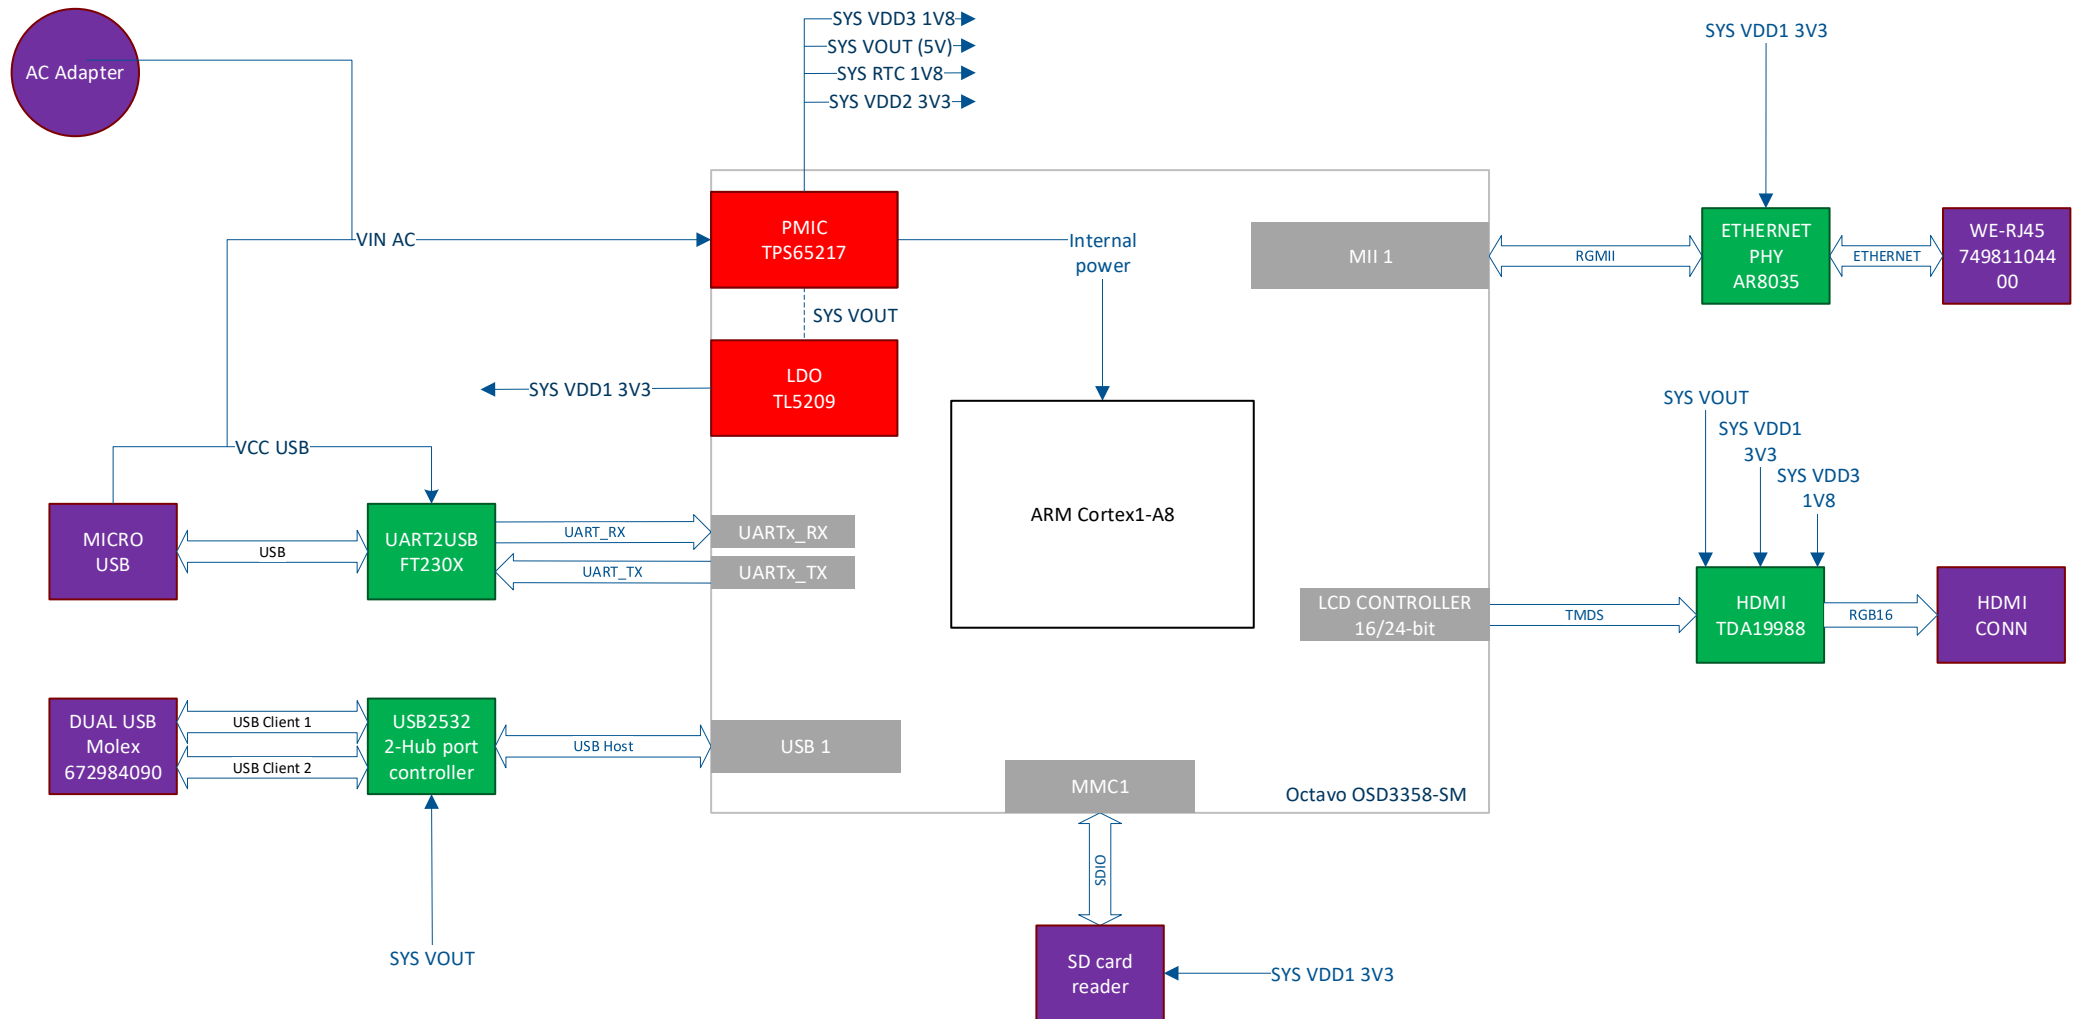 SYS VDD3 1V8
SYS VOUT (5V)
SYS RTC 1V8
SYS VDD2 3V3
SYS VDD1 3V3
AC Adapter
VIN AC
PMIC
TPS65217
Internal
power
MII 1
RGMII
ETHERNET
PHY
AR8035
ETHERNET
WE-RJ45
749811044
00
SYS VOUT
LDO
TL5209
SYS VDD1 3V3
SYS VOUT
SYS VDD1
3V3
SYS VDD3
1V8
VCC USB
MICRO
USB
USB
UART2USB
FT230X
UART_RX
UART_TX
UARTx_RX
UARTx_TX
ARM Cortex1-A8
LCD CONTROLLER
16/24-bit
TMDS
HDMI
TDA19988
RGB16
HDMI
CONN
DUAL USB
Molex
672984090
USB Client 1
USB Client 2
USB2532
2-Hub port
controller
USB Host
USB 1
MMC1
Octavo OSD3358-SM
SDIO
SYS VOUT
SD card
reader
SYS VDD1 3V3